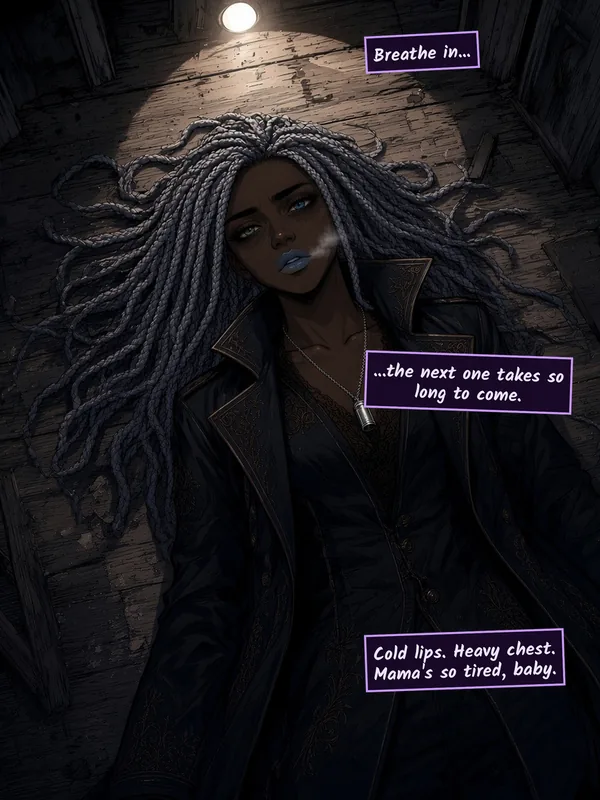 Breathe in...
...the next one takes so
long to come.
Cold lips. Heavy chest.
Mama's so tired, baby.